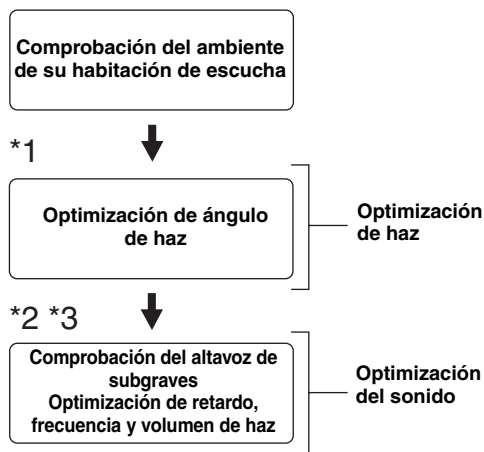 Comprobación del ambiente
de su habitación de escucha
*1
Optimización de ángulo
de haz
Optimización
de haz
*2 *3
Comprobación del altavoz de
subgraves
Optimización de retardo,
frecuencia y volumen de haz
Optimización
del sonido